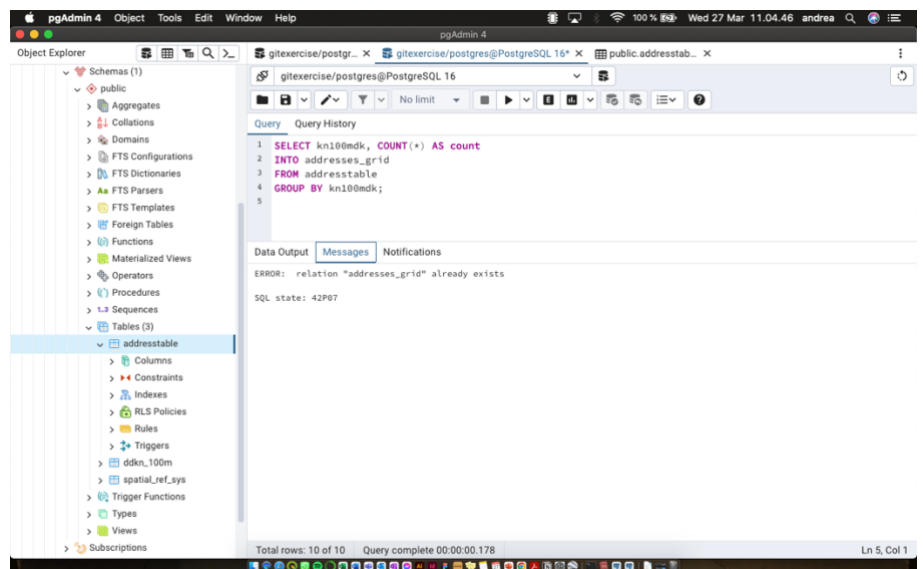 pgAdmin 4 Object Tools Edit Window Help 100 % Wed 27 Mar 11.04.46 andrea
pgAdmin 4
Object Explorer
gitexercise/postgr... gitexercise/postgres@PostgreSQL 16* public.addresstab...
Schemas (1)
public
Aggregates
Collations
Domains
FTS Configurations
FTS Dictionaries
Aa FTS Parsers
FTS Templates
Foreign Tables
Functions
Materialized Views
Operators
Procedures
1..3 Sequences
Tables (3)
addresstable
Columns
Constraints
Indexes
RLS Policies
Rules
Triggers
ddkn_100m
spatial_ref_sys
Trigger Functions
Types
Views
Subscriptions
gitexercise/postgres@PostgreSQL 16
No limit
Query Query History
1 SELECT kn100mdk, COUNT(*) AS count
2 INTO addresses_grid
3 FROM addresstable
4 GROUP BY kn100mdk;
5
Data Output Messages Notifications
ERROR: relation "addresses_grid" already exists
SQL state: 42P07
Total rows: 10 of 10 Query complete 00:00:00.178 Ln 5, Col 1